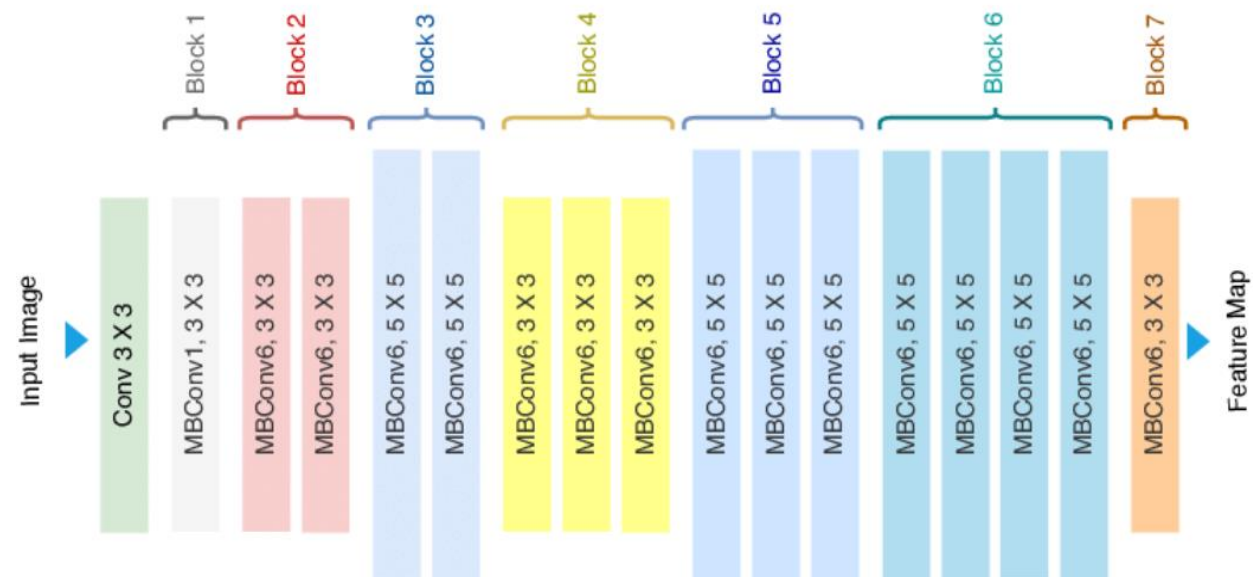 Block 1
Block 2
Block 3
Block 4
Block 5
Block 6
Block 7
Input Image
Conv 3 X 3
MBConv1, 3 X 3
MBConv6, 3 X 3
MBConv6, 3 X 3
MBConv6, 5 X 5
MBConv6, 5 X 5
MBConv6, 3 X 3
MBConv6, 3 X 3
MBConv6, 3 X 3
MBConv6, 5 X 5
MBConv6, 5 X 5
MBConv6, 5 X 5
MBConv6, 5 X 5
MBConv6, 5 X 5
MBConv6, 5 X 5
MBConv6, 5 X 5
MBConv6, 3 X 3
Feature Map